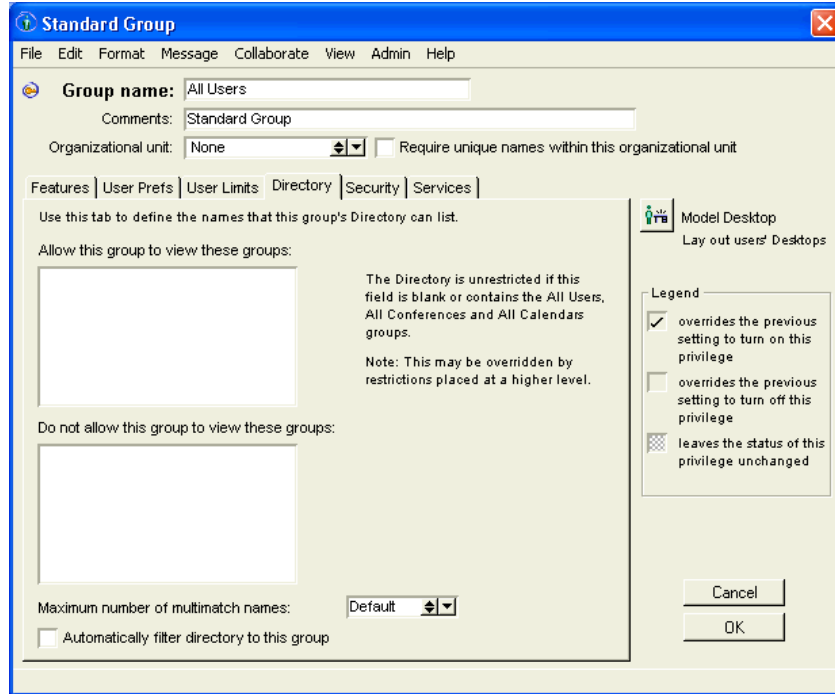 Standard Group
File Edit Format Message Collaborate View Admin Help
Group name: All Users
Comments: Standard Group
Organizational unit: None Require unique names within this organizational unit
Features User Prefs User Limits Directory Security Services
Use this tab to define the names that this group's Directory can list.
Allow this group to view these groups:
The Directory is unrestricted if this
field is blank or contains the All Users,
All Conferences and All Calendars
groups.
Note: This may be overridden by
restrictions placed at a higher level.
Do not allow this group to view these groups:
Maximum number of multimatch names: Default
Automatically filter directory to this group
Model Desktop
Lay out users' Desktops
Legend
overrides the previous
setting to turn on this
privilege
overrides the previous
setting to turn off this
privilege
leaves the status of this
privilege unchanged
Cancel
OK